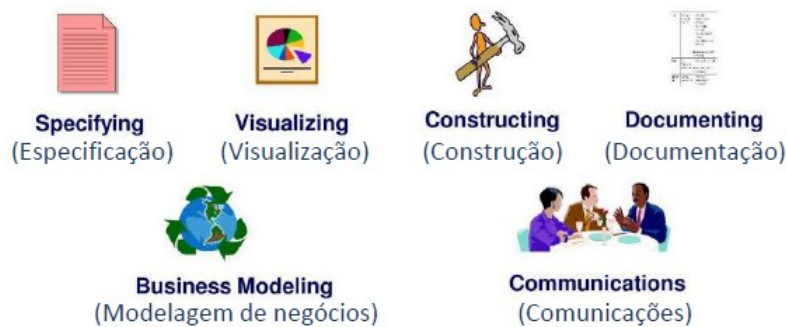 Specifying
(Especificação)
Visualizing
(Visualização)
Constructing
(Construção)
Documenting
(Documentação)
Business Modeling
(Modelagem de negócios)
Communications
(Comunicações)